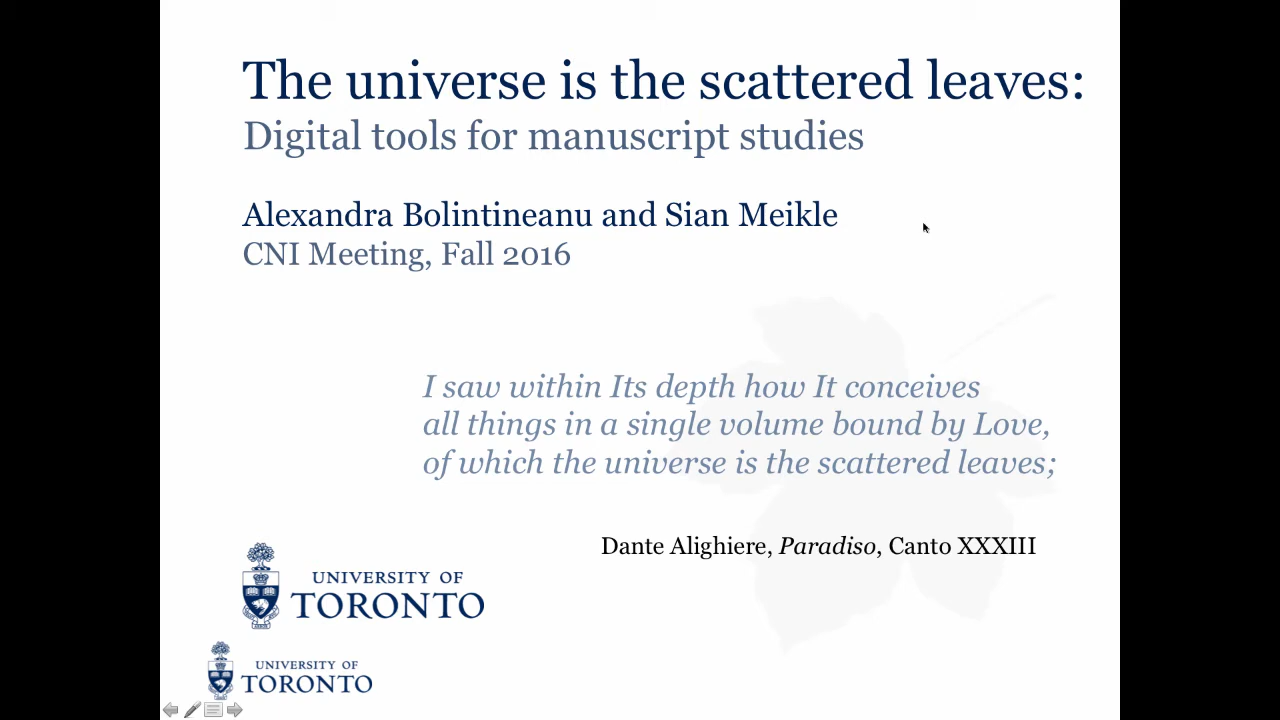 The universe is the scattered leaves:
Digital tools for manuscript studies
Alexandra Bolintineanu and Sian Meikle
CNI Meeting, Fall 2016
I saw within Its depth how It conceives
all things in a single volume bound by Love,
of which the universe is the scattered leaves;
Dante Alighiere, Paradiso, Canto XXXIII
UNIVERSITY OF
TORONTO
UNIVERSITY OF
TORONTO